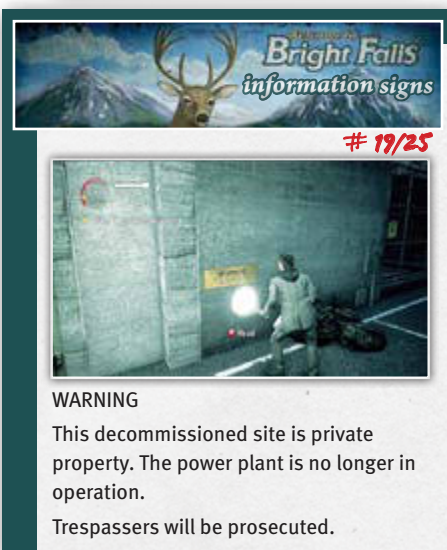 Bright Falls
information signs
# 19/25
WARNING
This decommissioned site is private
property. The power plant is no longer in
operation.
Trespassers will be prosecuted.